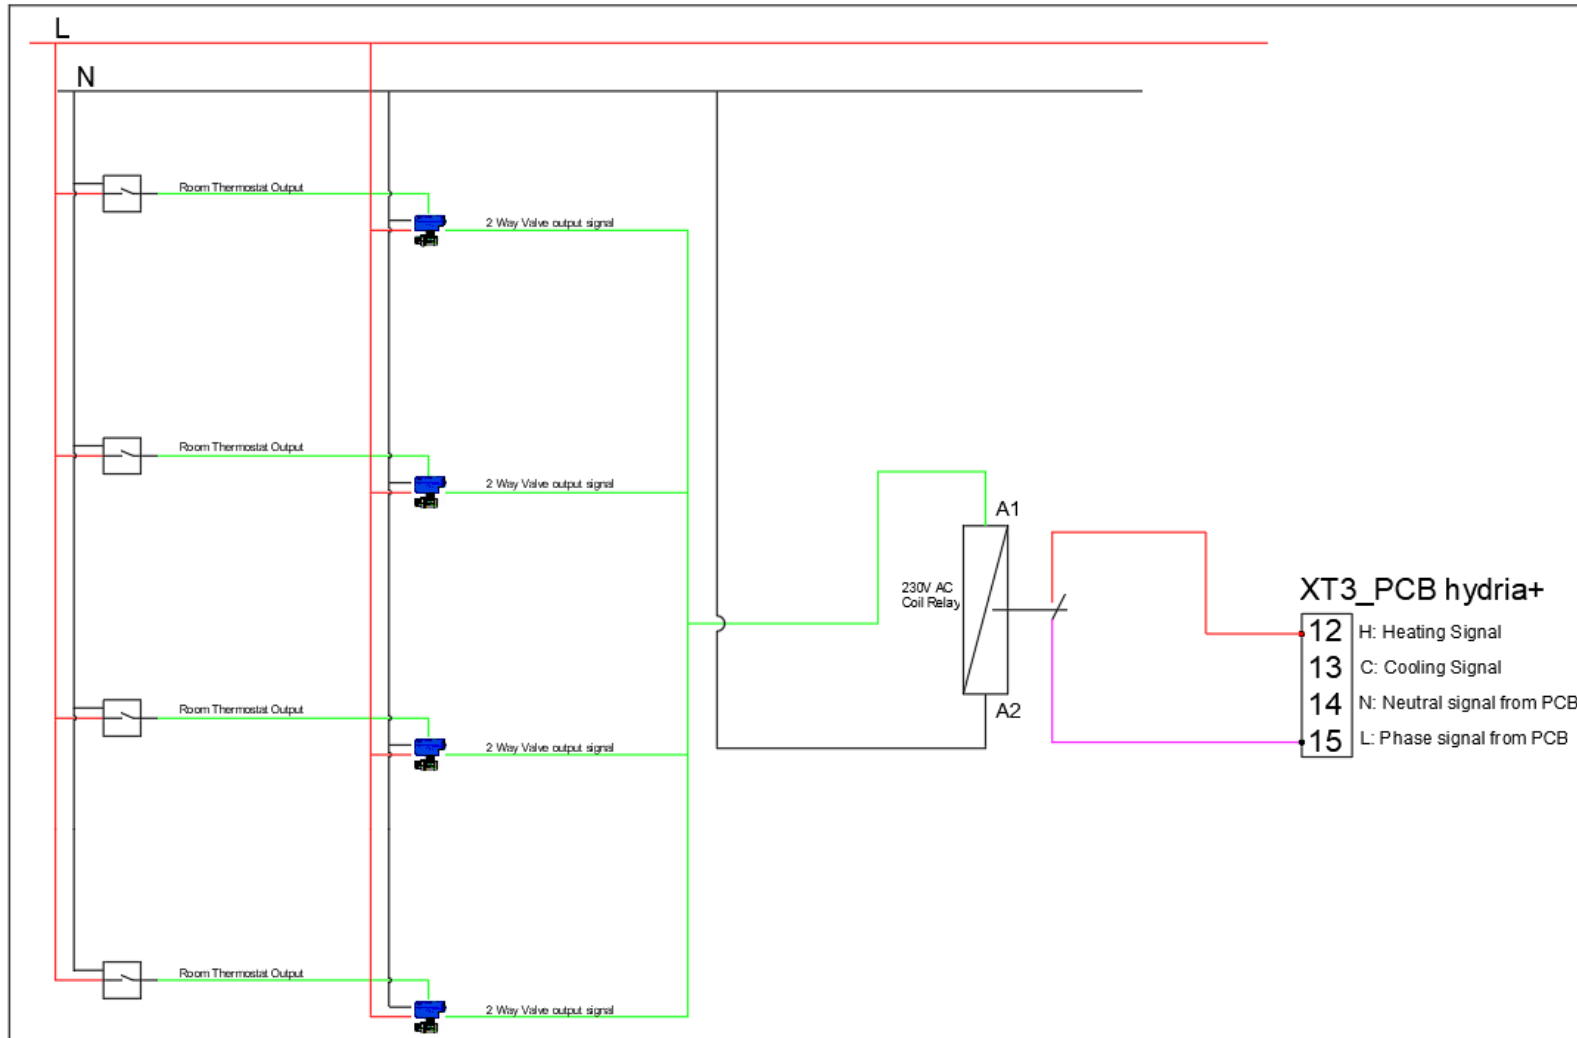 L
N
Room Thermostat Output
2 Way Valve output signal
Room Thermostat Output
2 Way Valve output signal
A1
230V AC
Coil Relay
A2
XT3_PCB hydria+
12 H: Heating Signal
13 C: Cooling Signal
14 N: Neutral signal from PCB
15 L: Phase signal from PCB
Room Thermostat Output
2 Way Valve output signal
Room Thermostat Output
2 Way Valve output signal